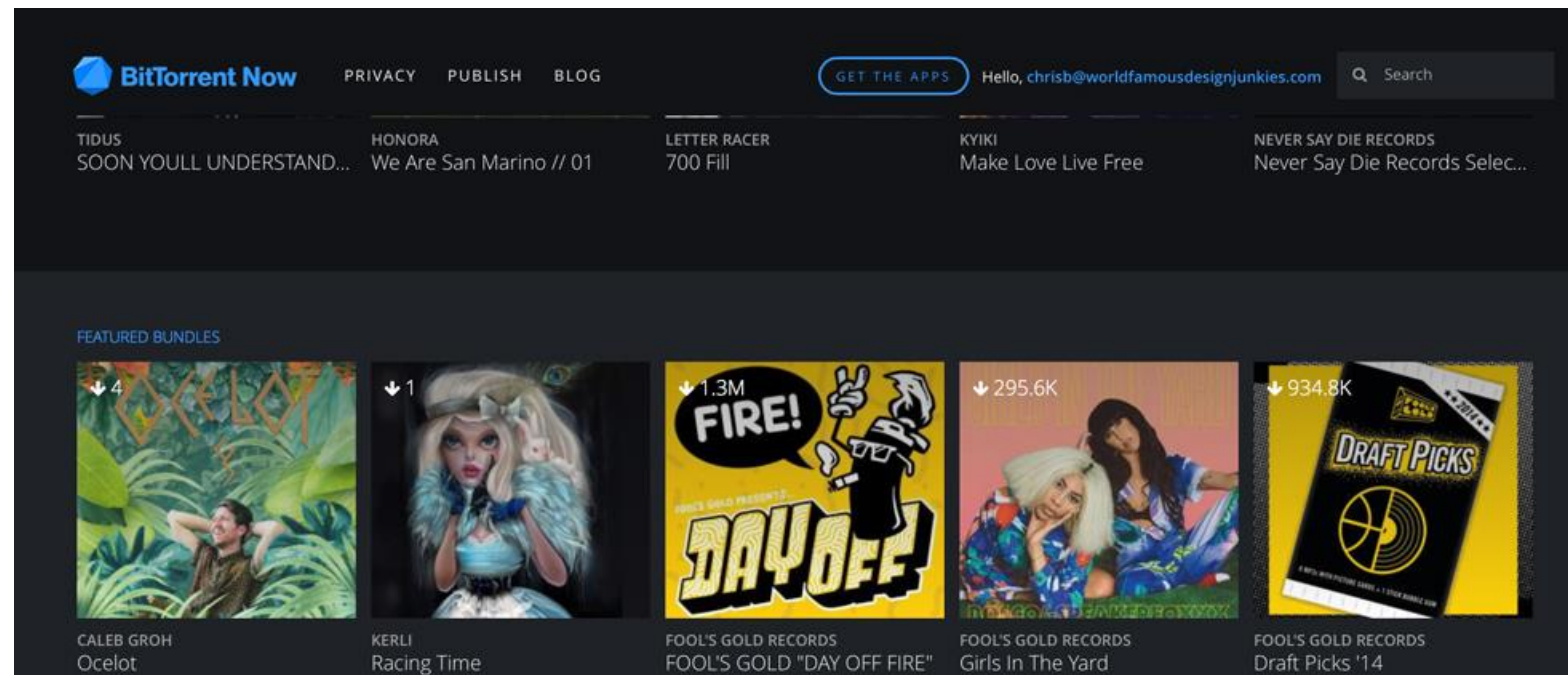 BitTorrent Now
PRIVACY PUBLISH BLOG
GET THE APPS
Hello, chrisb@worldfamousdesignjunkies.com
Search
TIDUS
SOON YOULL UNDERSTAND...
HONORA
We Are San Marino // 01
LETTER RACER
700 Fill
KYIKI
Make Love Live Free
NEVER SAY DIE RECORDS
Never Say Die Records Selec...
FEATURED BUNDLES
4
OCELOT
CALEB GROH
Ocelot
1
KERLI
Racing Time
1.3M
FIRE!
FOOL'S GOLD PRESENTS...
DAY OFF
FOOL'S GOLD RECORDS
FOOL'S GOLD "DAY OFF FIRE"
295.6K
FOOL'S GOLD RECORDS
Girls In The Yard
934.8K
FOOLS GOLD
2014
DRAFT PICKS
FOOL'S GOLD RECORDS
Draft Picks '14